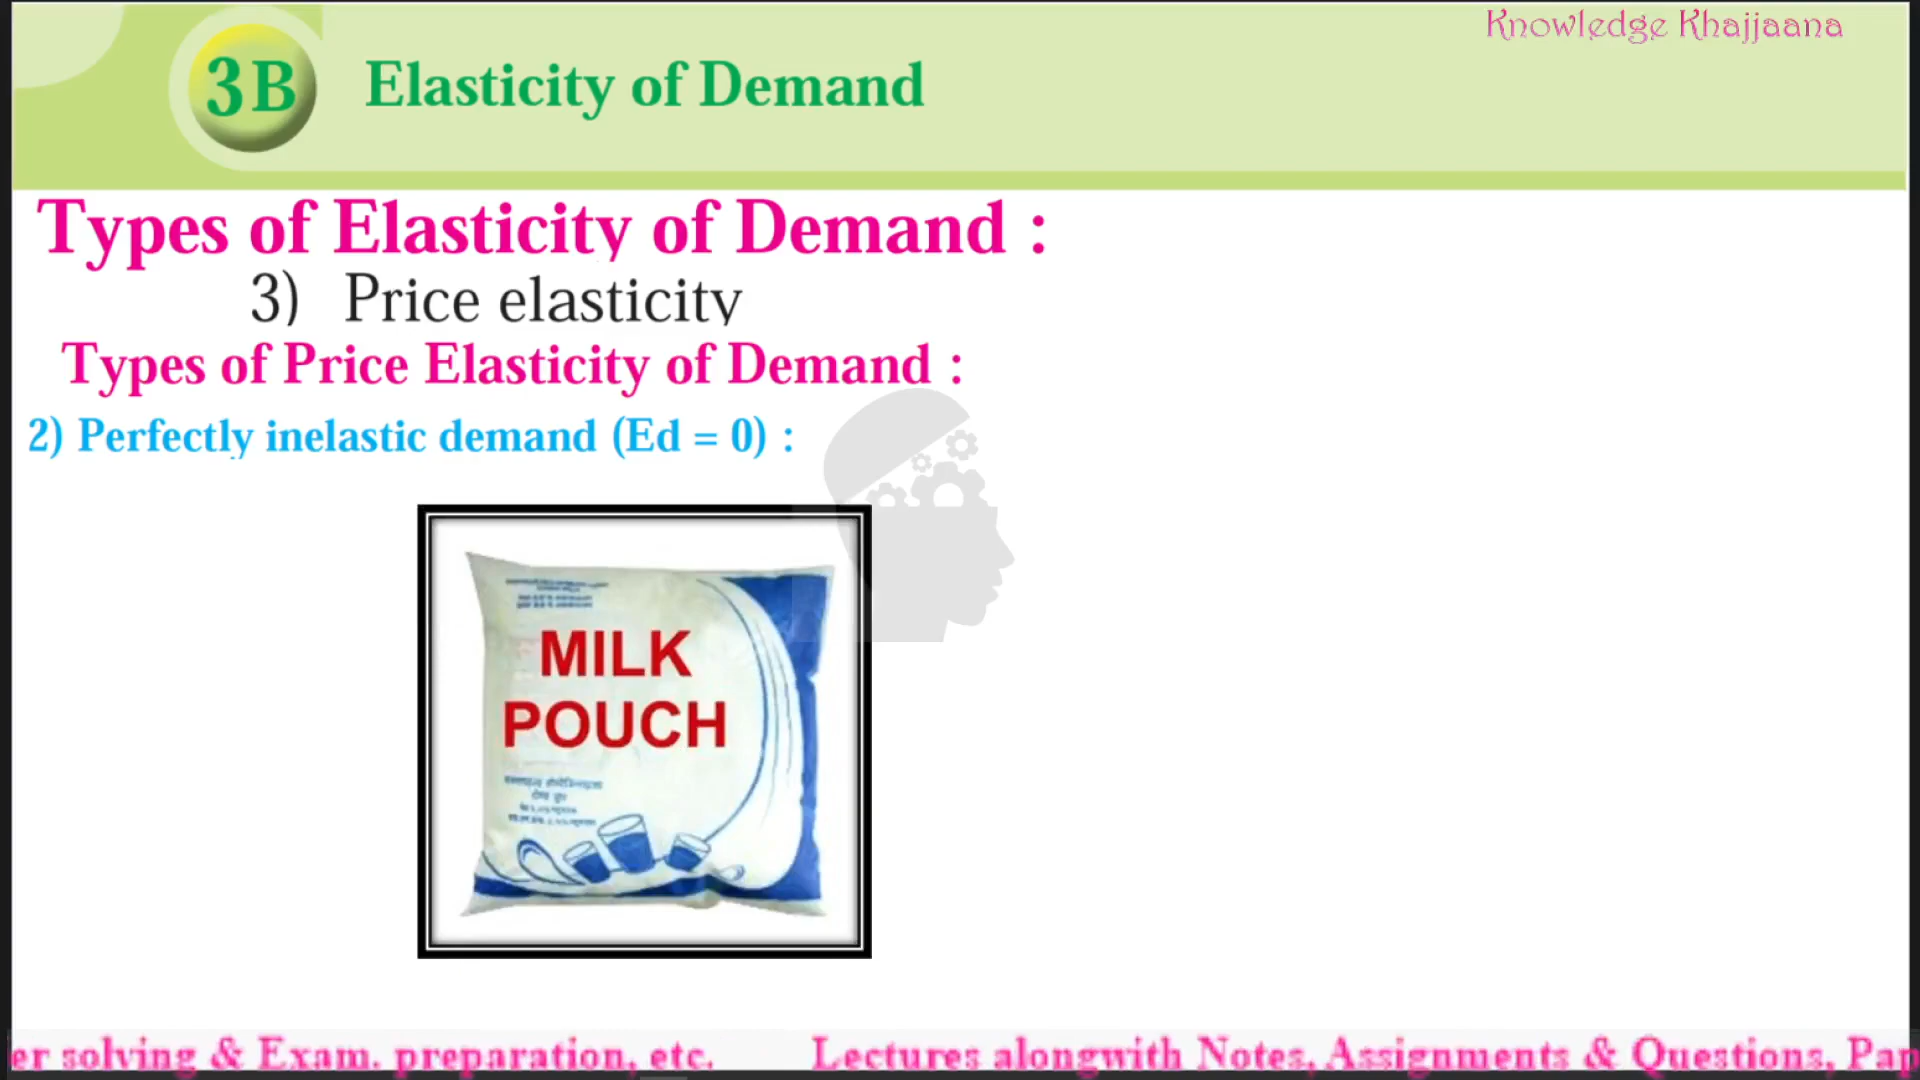 Knowledge Khajjaana
3B Elasticity of Demand
Types of Elasticity of Demand :
3) Price elasticity
Types of Price Elasticity of Demand :
2) Perfectly inelastic demand (Ed = 0) :
MILK
POUCH
er solving & Exam. preparation, etc. Lectures alongwith Notes, Assignments & Questions, Pap